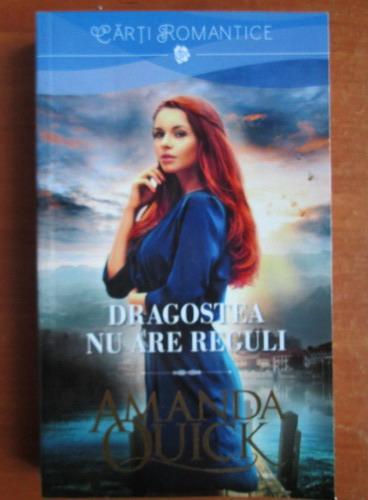 CĂRȚI ROMANTICE
DRAGOSTEA
NU ARE REGULI
AMANDA
QUICK